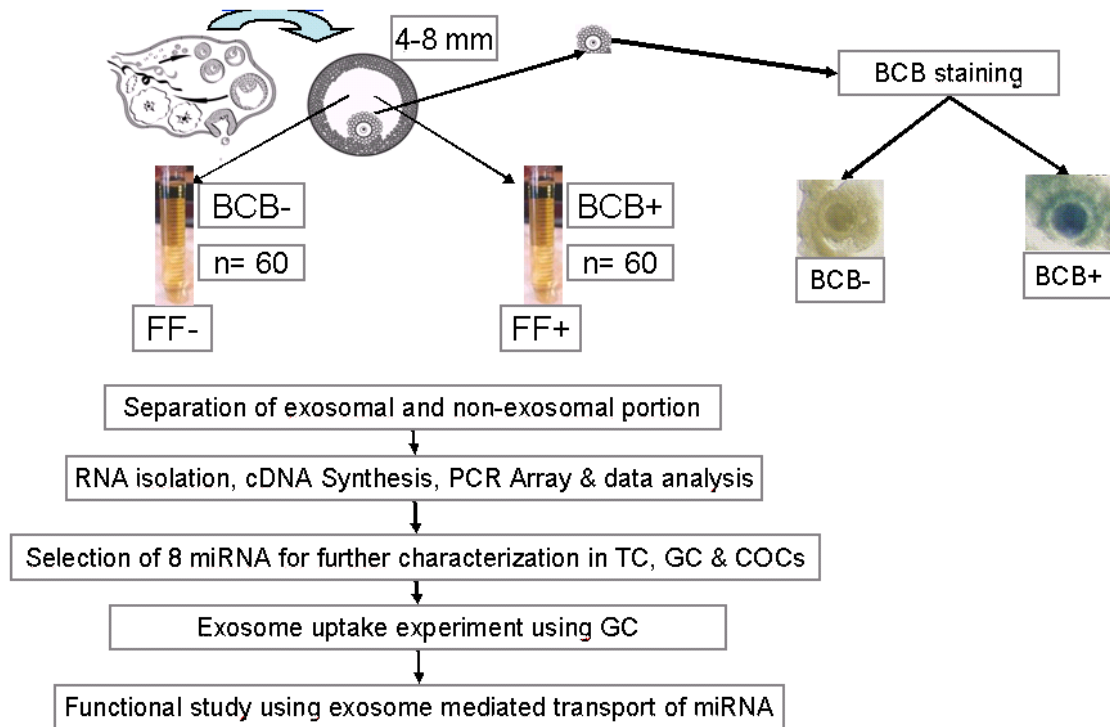 4-8 mm
BCB staining
BCB-
n= 60
FF-
BCB+
n= 60
FF+
BCB-
BCB+
Separation of exosomal and non-exosomal portion
RNA isolation, cDNA Synthesis, PCR Array & data analysis
Selection of 8 miRNA for further characterization in TC, GC & COCs
Exosome uptake experiment using GC
Functional study using exosome mediated transport of miRNA